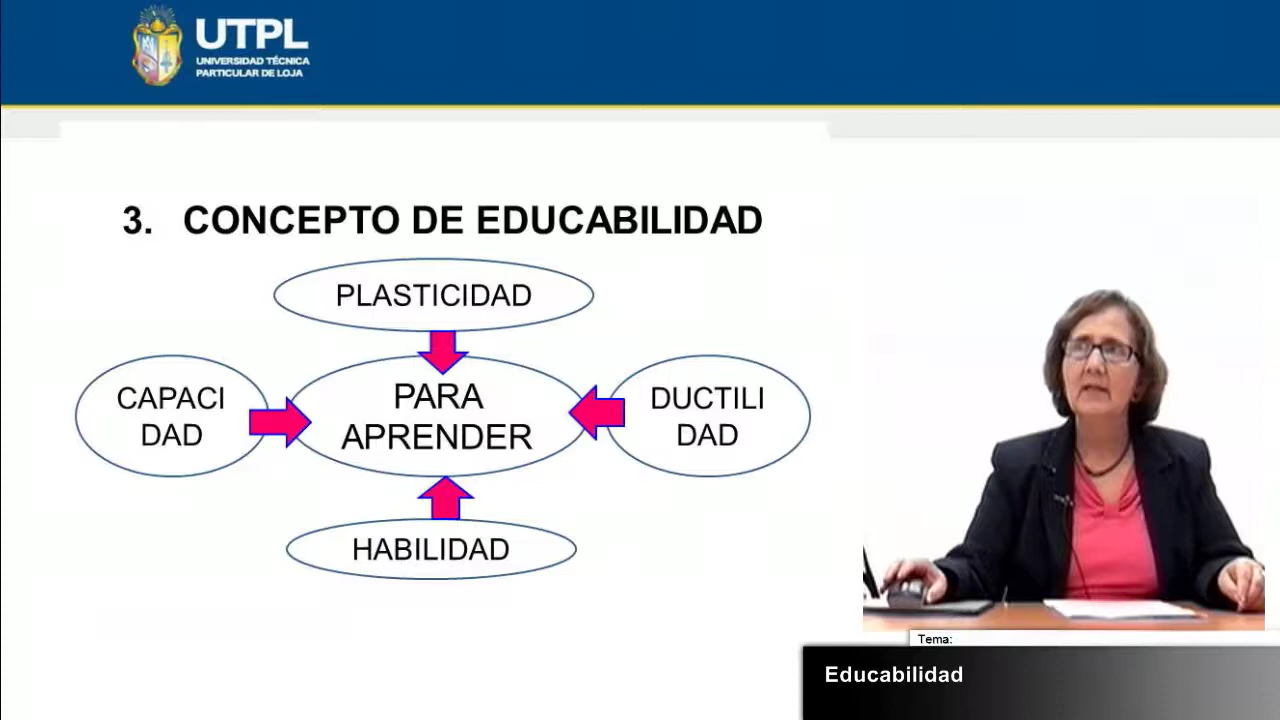 UTPL
UNIVERSIDAD TÉCNICA
PARTICULAR DE LOJA
3. CONCEPTO DE EDUCABILIDAD
PLASTICIDAD
CAPACI
DAD
PARA
APRENDER
DUCTILI
DAD
HABILIDAD
Tema:
Educabilidad